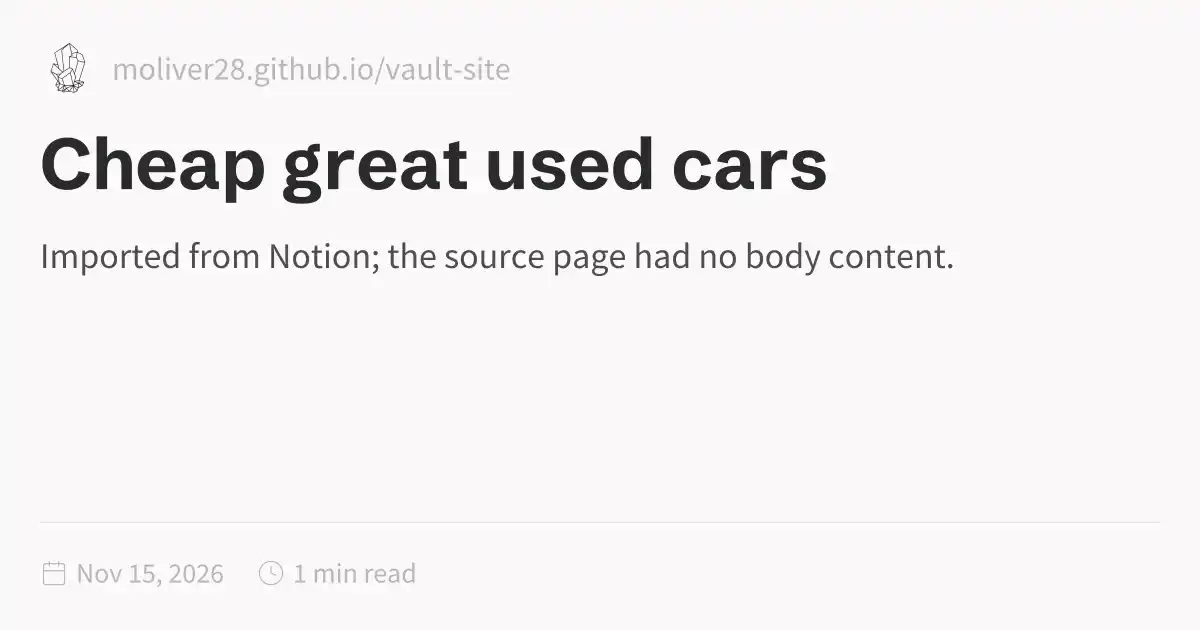 moliver28.github.io/vault-site
Cheap great used cars
Imported from Notion; the source page had no body content.
Nov 15, 2026 1 min read